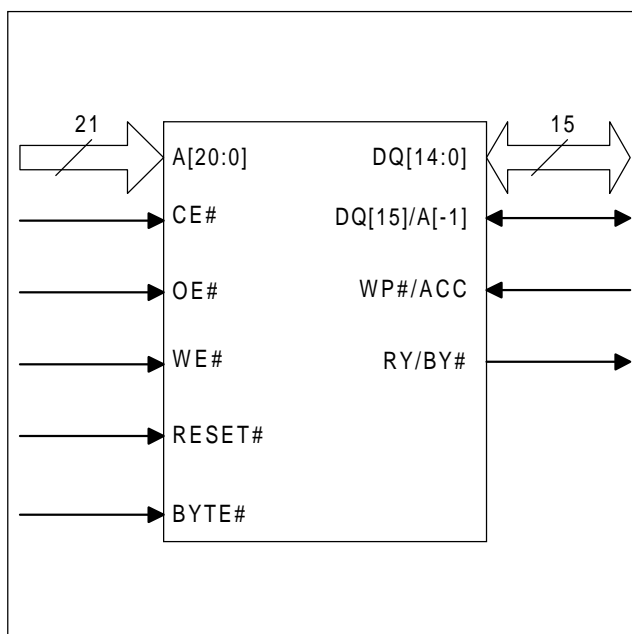 21
15
A[20:0]
DQ[14:0]
CE#
DQ[15]/A[-1]
OE#
WP#/ACC
WE#
RY/BY#
RESET#
BYTE#